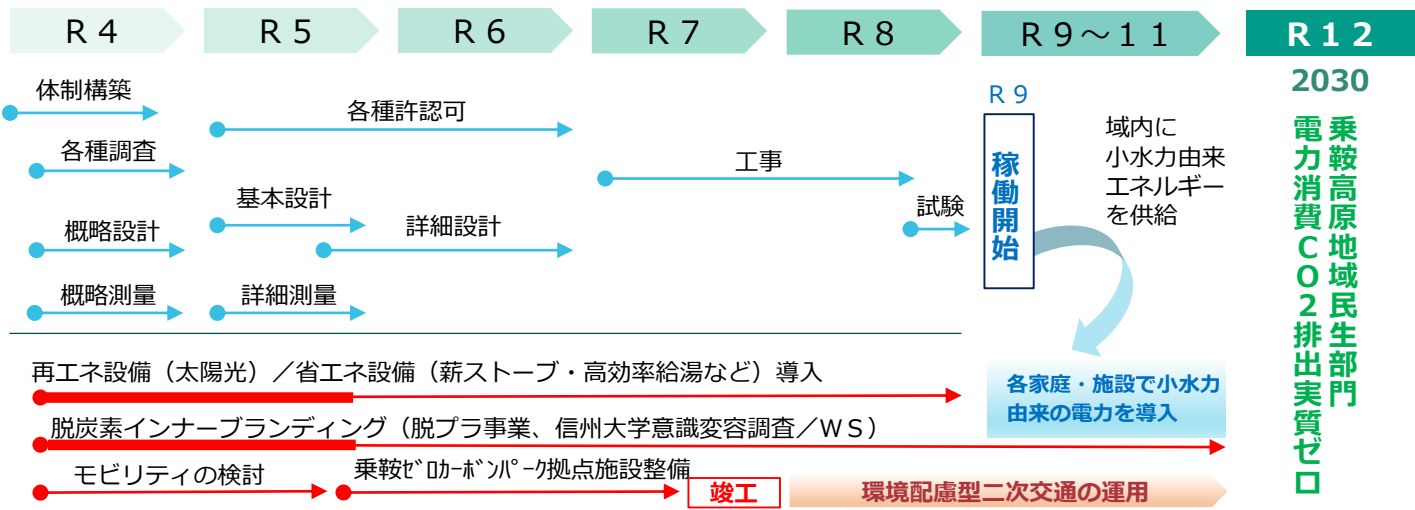 R4
R5
R6
R7
R8
R9～11
R12
2030
乗鞍高原地域民生部門
電力消費CO2排出実質ゼロ
体制構築
各種調査
概略設計
概略測量
各種許認可
基本設計
詳細設計
詳細測量
工事
試験
R9
稼働開始
域内に
小水力由来
エネルギー
を供給
各家庭・施設で小水力
由来の電力を導入
再エネ設備（太陽光）／省エネ設備（薪ストーブ・高効率給湯など）導入
脱炭素インナーブランディング（脱プラ事業、信州大学意識変容調査／WS）
モビリティの検討
乗鞍ｾﾞﾛｶｰﾎﾞﾝﾊﾟｰｸ拠点施設整備
竣工
環境配慮型二次交通の運用